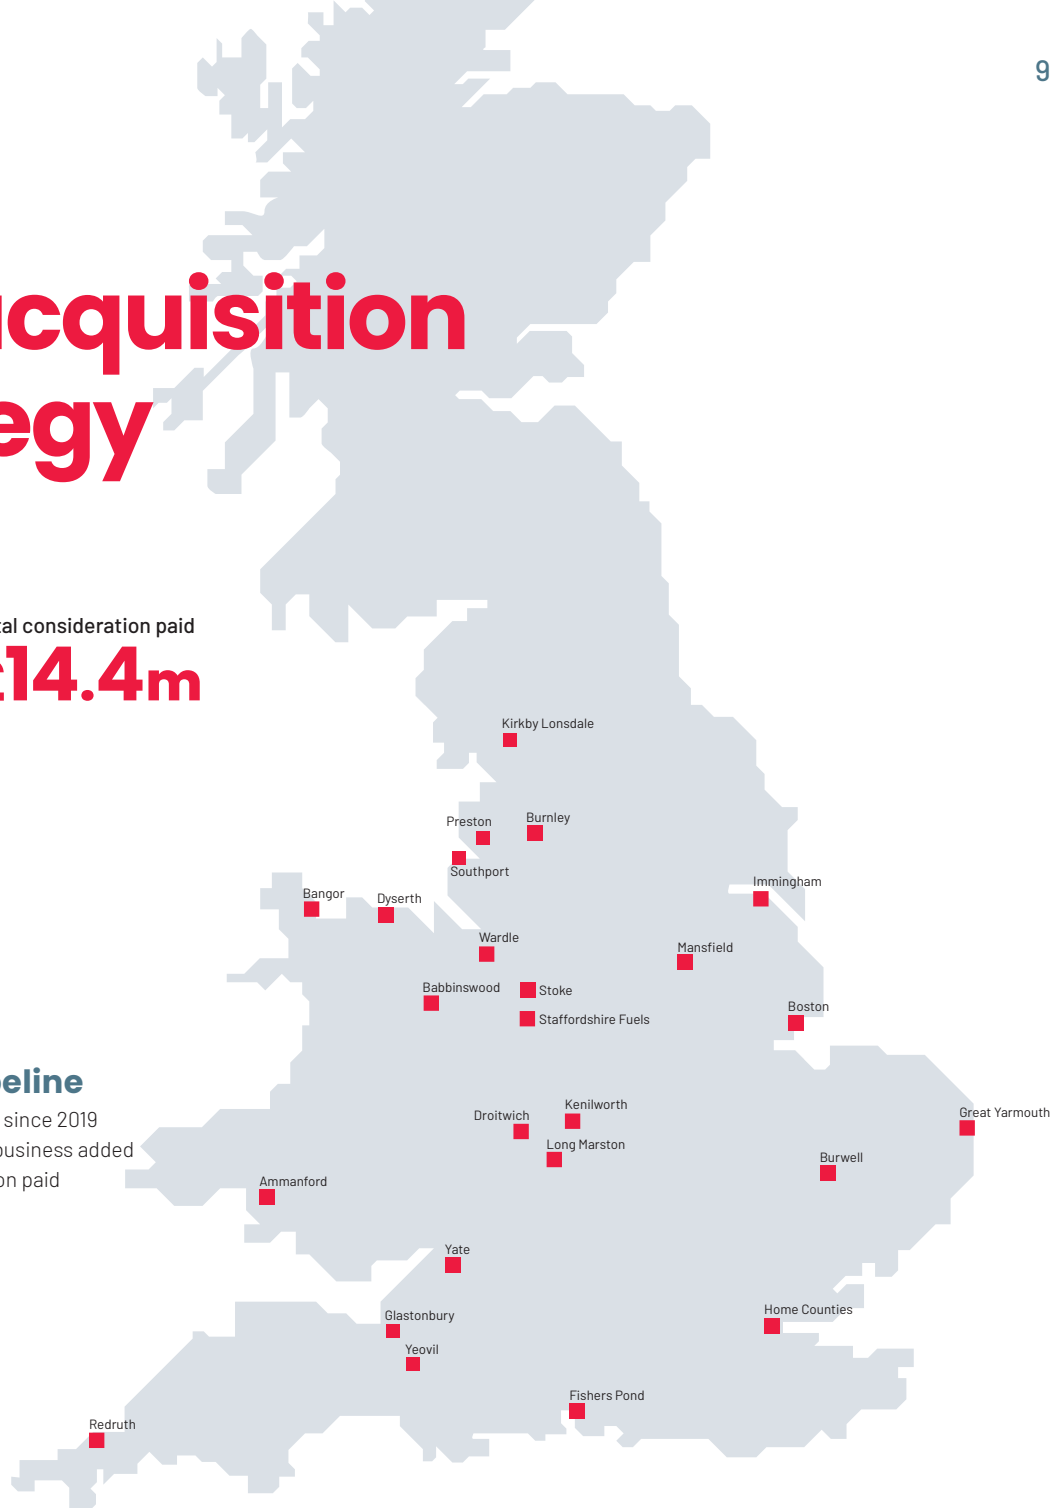 9
acquisition
egy
tal consideration paid
£14.4m
Kirkby Lonsdale
Preston
Burnley
Southport
Immingham
Bangor
Dyserth
Wardle
Mansfield
Babbinswood
Stoke
Boston
Staffordshire Fuels
eline
since 2019
business added
on paid
Kenilworth
Droitwich
Great Yarmouth
Long Marston
Burwell
Ammanford
Yate
Home Counties
Glastonbury
Yeovil
Fishers Pond
Redruth